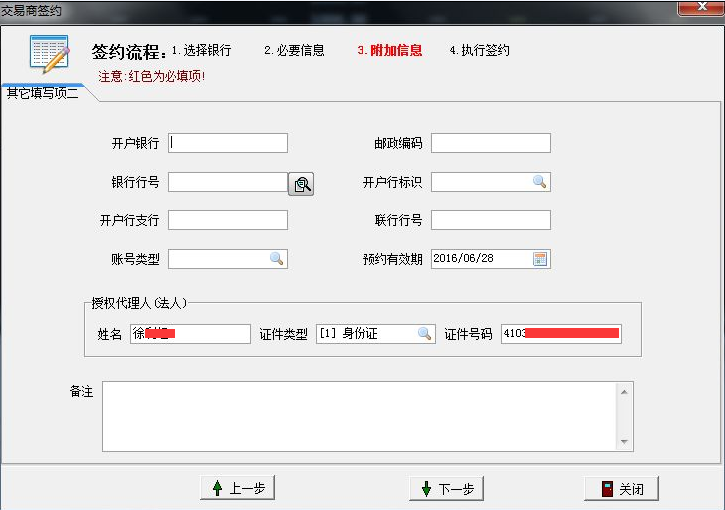 交易商签约
签约流程: 1.选择银行 2.必要信息 3.附加信息 4.执行签约
注意:红色为必填项!
其它填写项二
开户银行 邮政编码
银行行号 开户行标识
开户行支行 联行行号
账号类型 预约有效期 2016/06/28
授权代理人(法人)
姓名 徐 证件类型 [1] 身份证 证件号码 4103
备注
上一步 下一步 关闭